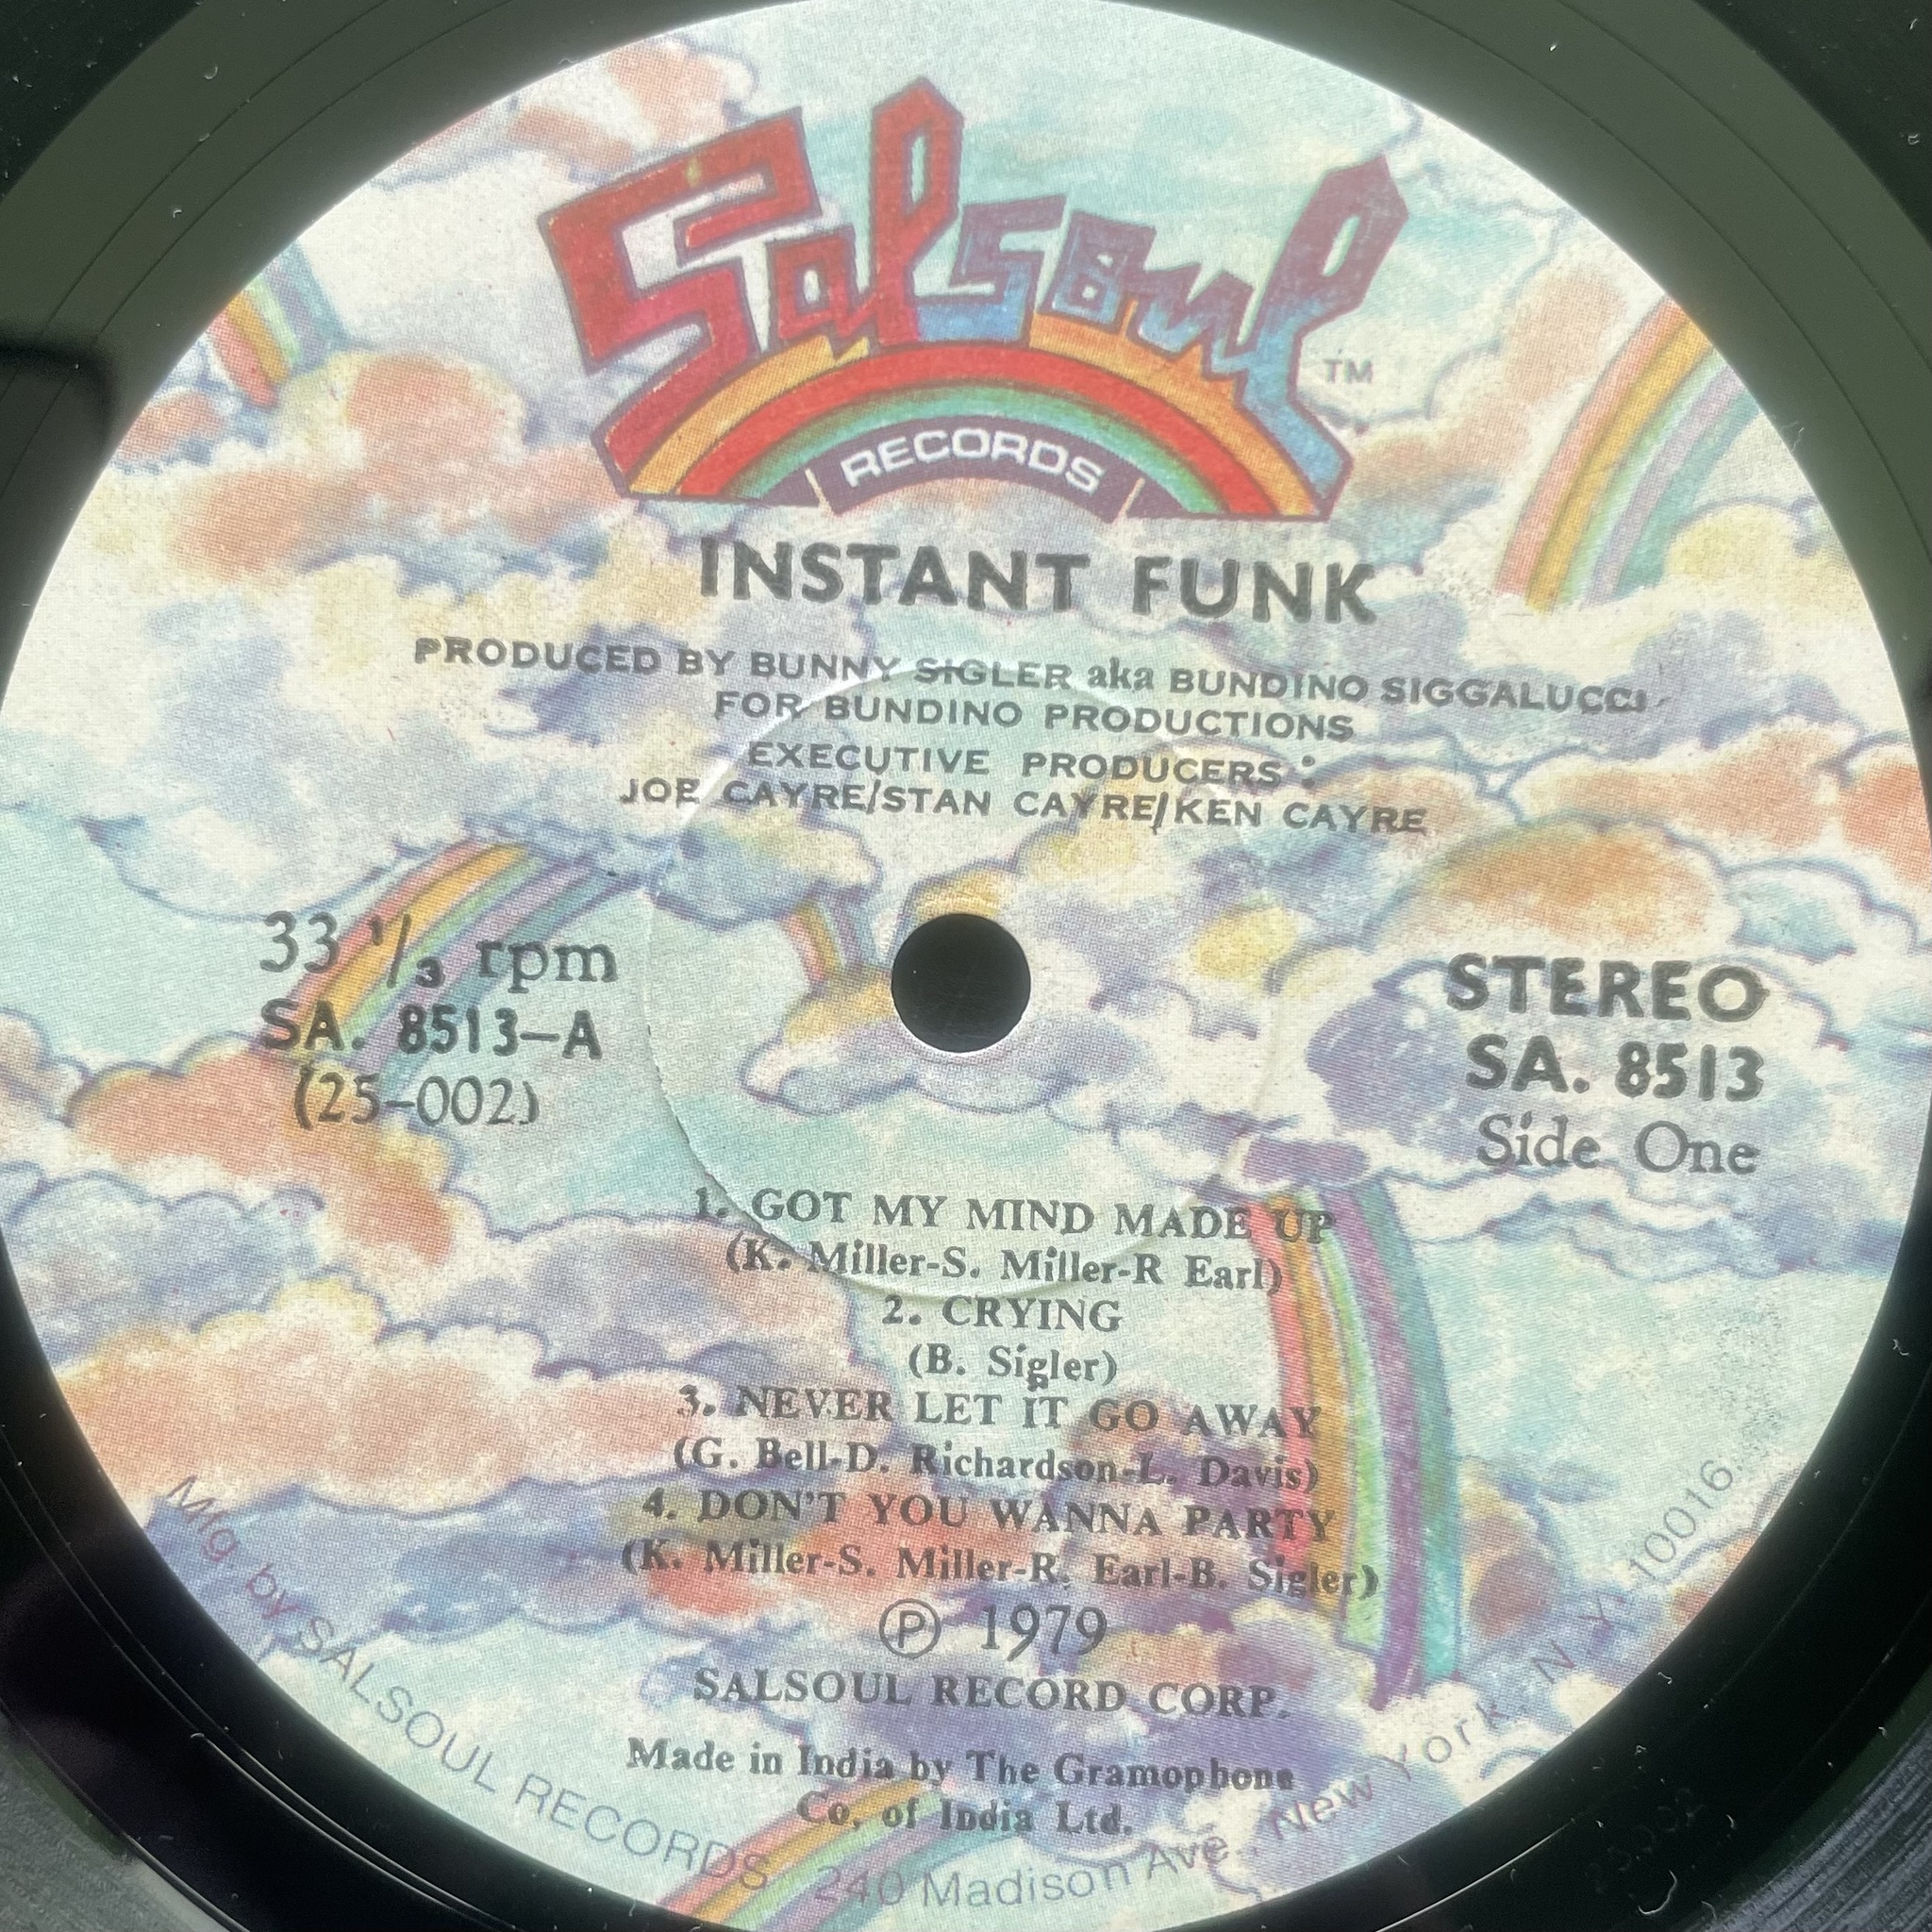 Salsoul
TM
RECORDS
INSTANT FUNK
PRODUCED BY BUNNY SIGLER aka BUNDINO SIGGALUCCI
FOR BUNDINO PRODUCTIONS
EXECUTIVE PRODUCERS :
JOE CAYRE/STAN CAYRE/KEN CAYRE
33 1/3 rpm
SA. 8513-A
(25-002)
STEREO
SA. 8513
Side One
1. GOT MY MIND MADE UP
(K. Miller-S. Miller-R Earl)
2. CRYING
(B. Sigler)
3. NEVER LET IT GO AWAY
(G. Bell-D. Richardson-L. Davis)
4. DON'T YOU WANNA PARTY
(K. Miller-S. Miller-R. Earl-B. Sigler)
Ⓟ 1979
SALSOUL RECORD CORP.
Made in India by The Gramophone
Co. of India Ltd.
Mfg. by SALSOUL RECORDS 240 Madison Ave., New York, N.Y. 10016.